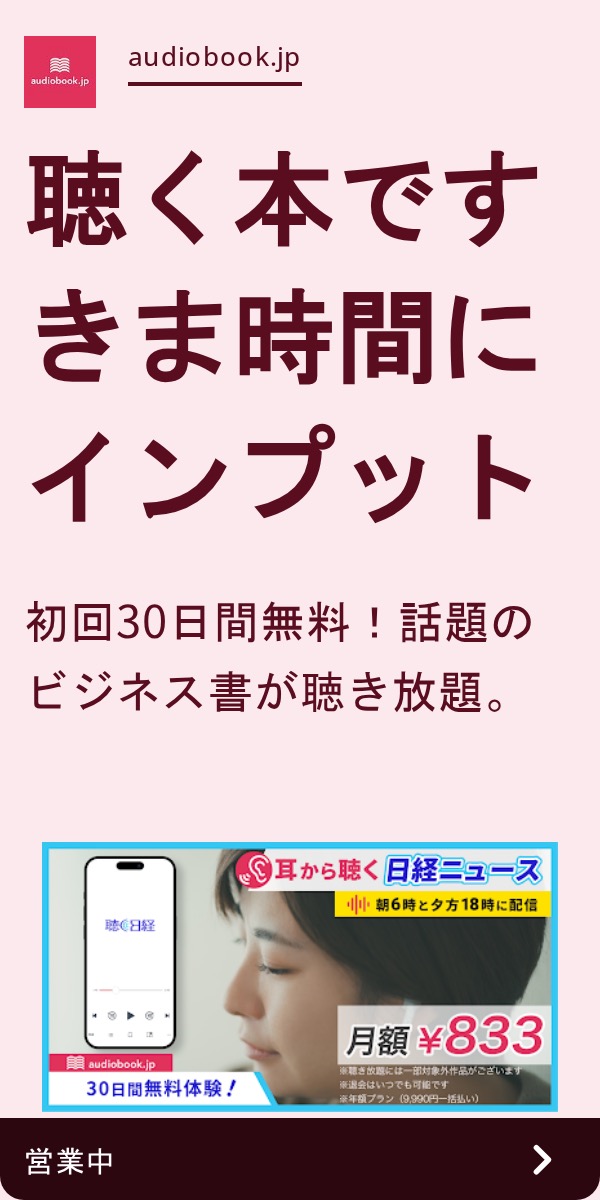 audiobook.jp
audiobook.jp
聴く本です
きま時間に
インプット
初回30日間無料！話題の
ビジネス書が聴き放題。
耳から聴く 日経ニュース
朝6時と夕方18時に配信
聴く日経
月額 ¥833
※聴き放題には一部対象外作品がございます
※退会はいつでも可能です
※年額プラン（9,990円一括払い）
audiobook.jp
30日間無料体験！
営業中